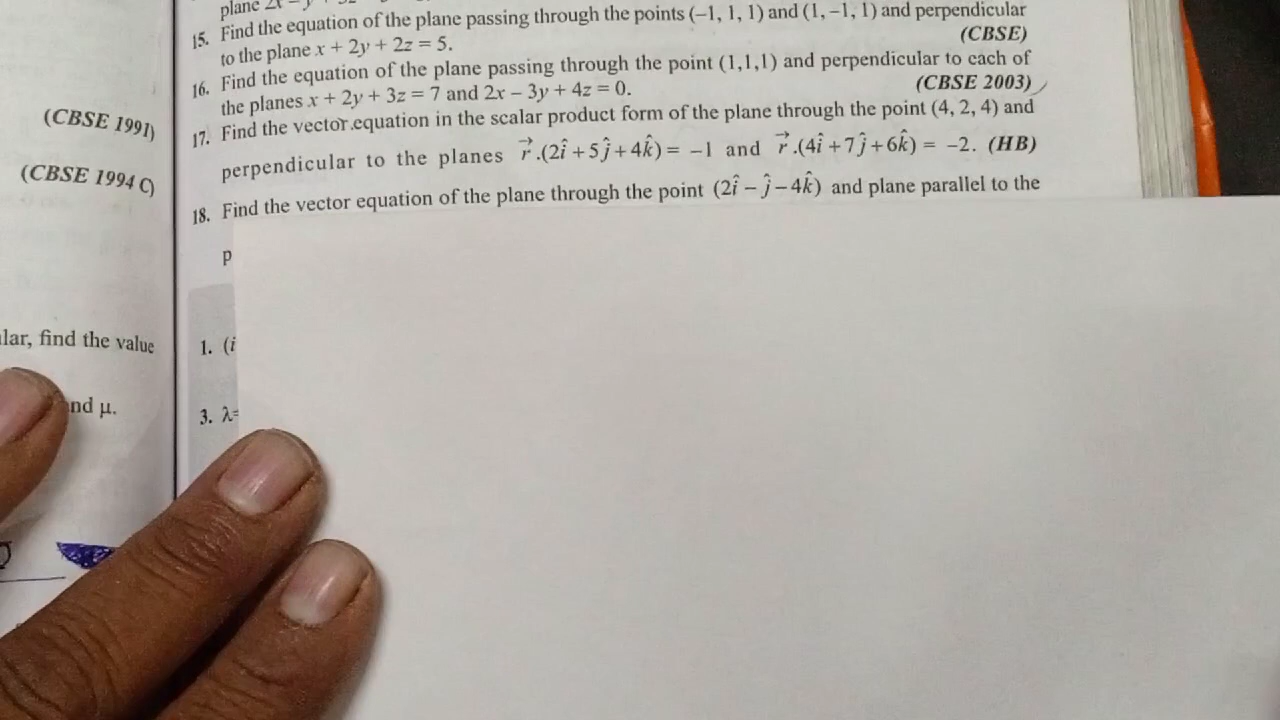 (CBSE 1991)
(CBSE 1994 C)
find the value
μ.
plane
15. Find the equation of the plane passing through the points (−1, 1, 1) and (1, −1, 1) and perpendicular
to the plane x + 2y + 2z = 5. (CBSE)
16. Find the equation of the plane passing through the point (1,1,1) and perpendicular to each of
the planes x + 2y + 3z = 7 and 2x − 3y + 4z = 0. (CBSE 2003)
17. Find the vector equation in the scalar product form of the plane through the point (4, 2, 4) and
perpendicular to the planes r⃗.(2î + 5ĵ + 4k̂) = −1 and r⃗.(4î + 7ĵ + 6k̂) = −2. (HB)
18. Find the vector equation of the plane through the point (2î − ĵ − 4k̂) and plane parallel to the
p
1. (i
3. λ=